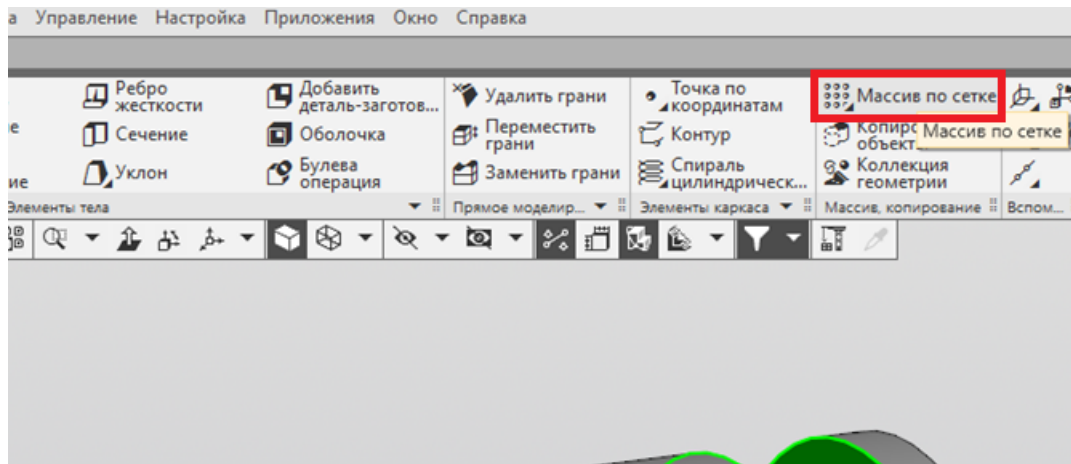 а Управление Настройка Приложения Окно Справка
Ребро жесткости
Добавить деталь-заготов...
Удалить грани
Точка по координатам
Массив по сетке
Сечение
Оболочка
Переместить грани
Контур
Массив по сетке
Уклон
Булева операция
Заменить грани
Спираль цилиндрическ...
Коллекция геометрии
Элементы тела
Прямое моделир...
Элементы каркаса
Массив, копирование
Вспом...